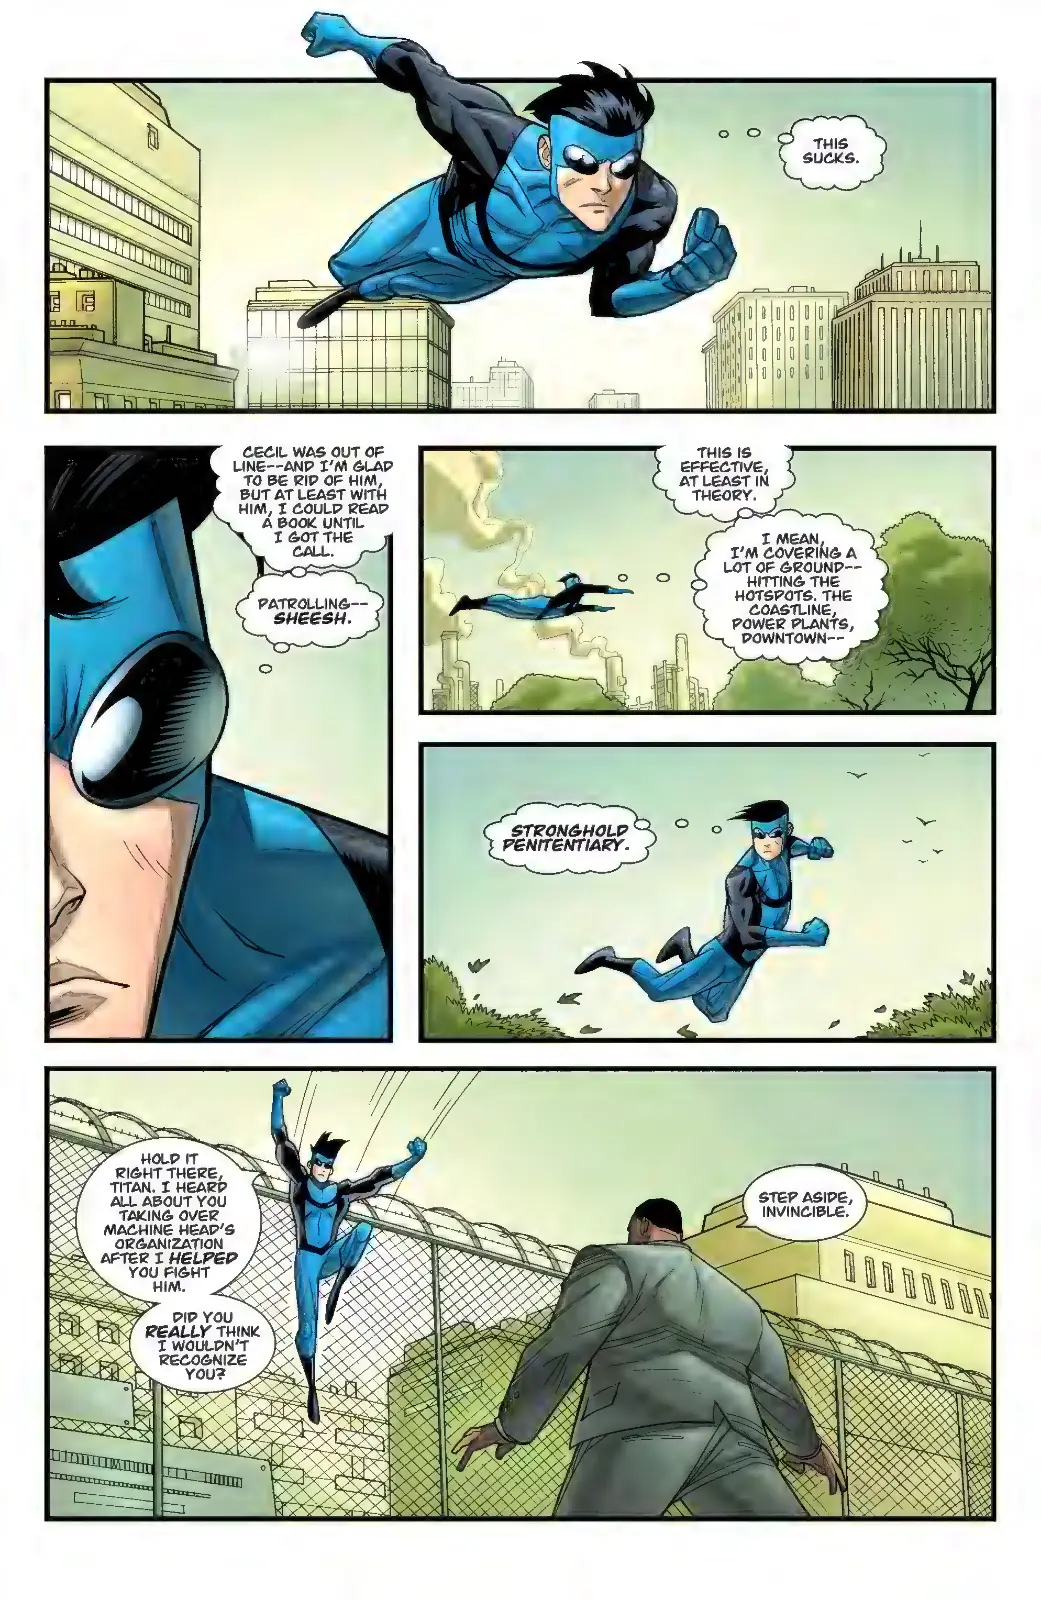 THIS
SUCKS.
CECIL WAS OUT OF
LINE--AND I'M GLAD
TO BE RID OF HIM,
BUT AT LEAST WITH
HIM, I COULD READ
A BOOK UNTIL
I GOT THE
CALL.
PATROLLING--
SHEESH.
THIS IS
EFFECTIVE,
AT LEAST IN
THEORY.
I MEAN,
I'M COVERING A
LOT OF GROUND--
HITTING THE
HOTSPOTS. THE
COASTLINE,
POWER PLANTS,
DOWNTOWN--
STRONGHOLD
PENITENTIARY.
HOLD IT
RIGHT THERE,
TITAN. I HEARD
ALL ABOUT YOU
TAKING OVER
MACHINE HEAD'S
ORGANIZATION
AFTER I HELPED
YOU FIGHT
HIM.
DID YOU
REALLY THINK
I WOULDN'T
RECOGNIZE
YOU?
STEP ASIDE,
INVINCIBLE.